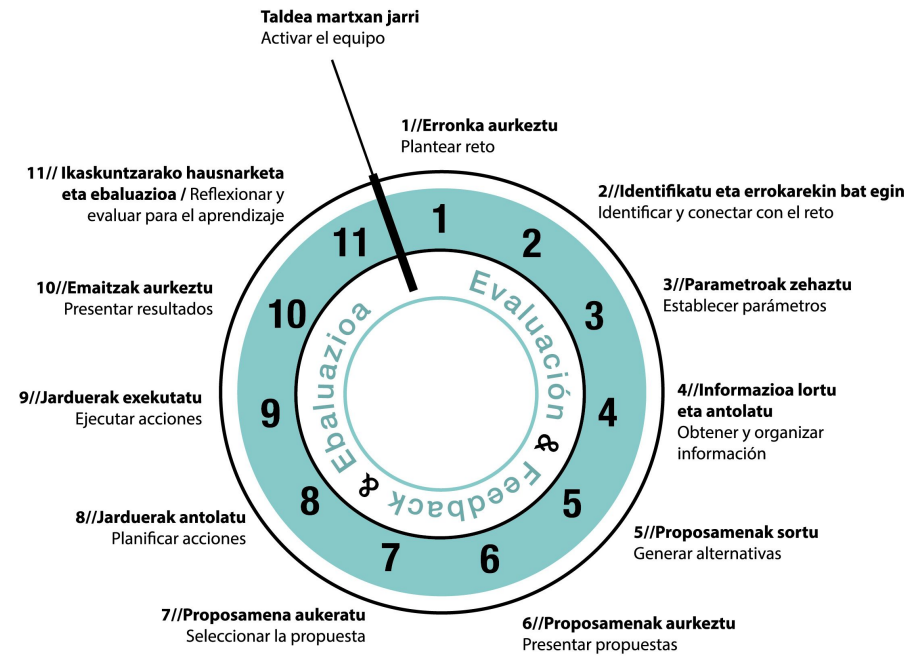 Taldea martxan jarri
Activar el equipo
1//Erronka aurkeztu
Plantear reto
2//Identifikatu eta errokarekin bat egin
Identificar y conectar con el reto
3//Parametroak zehaztu
Establecer parámetros
4//Informazioa lortu
eta antolatu
Obtener y organizar
información
5//Proposamenak sortu
Generar alternativas
6//Proposamenak aurkeztu
Presentar propuestas
7//Proposamena aukeratu
Seleccionar la propuesta
8//Jarduerak antolatu
Planificar acciones
9//Jarduerak exekutatu
Ejecutar acciones
10//Emaitzak aurkeztu
Presentar resultados
11// Ikaskuntzarako hausnarketa
eta ebaluazioa / Reflexionar y
evaluar para el aprendizaje
1
2
3
4
5
6
7
8
9
10
11
Evaluación & Feedback & Ebaluazioa